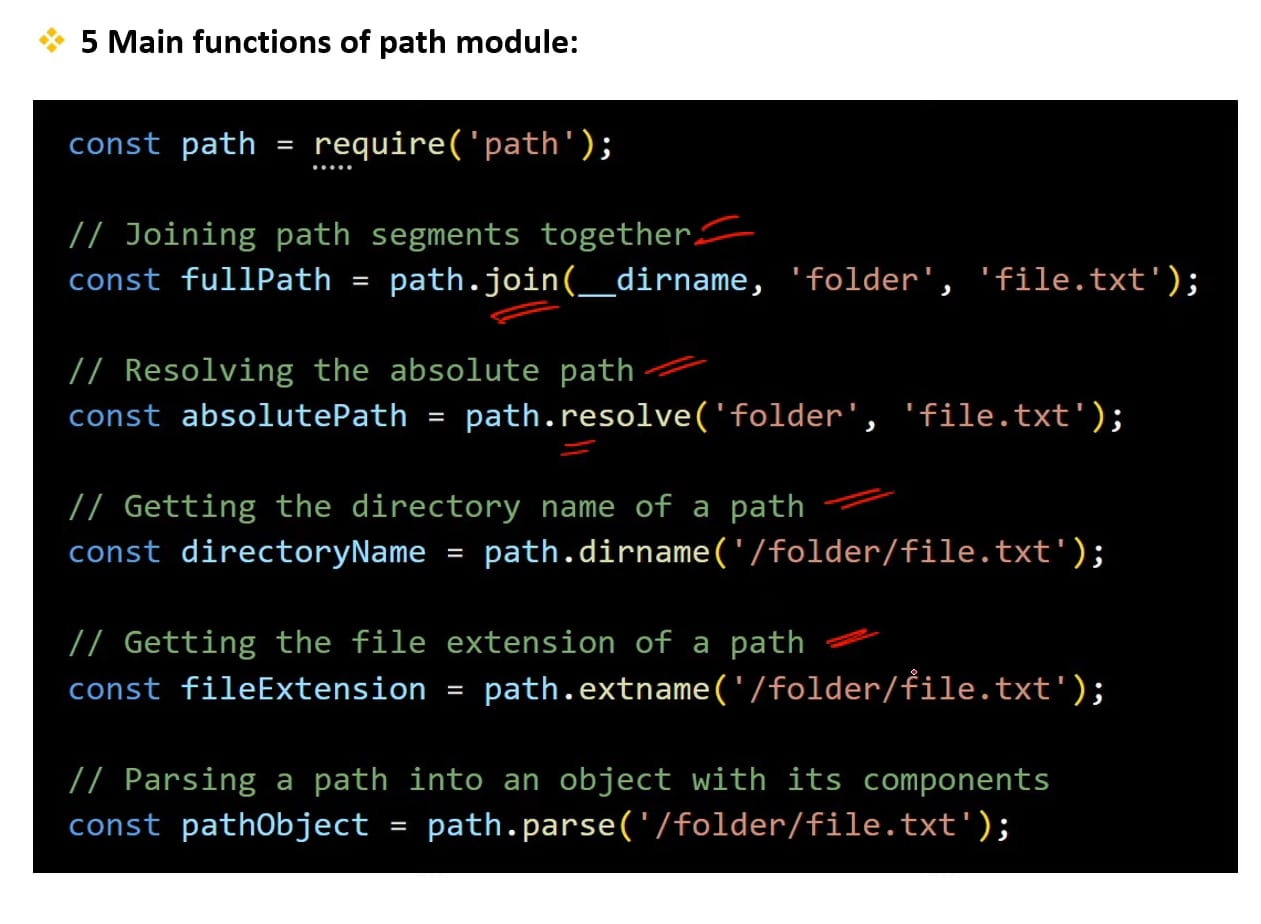 5 Main functions of path module:
const path = require('path');
// Joining path segments together
const fullPath = path.join(__dirname, 'folder', 'file.txt');
// Resolving the absolute path
const absolutePath = path.resolve('folder', 'file.txt');
// Getting the directory name of a path
const directoryName = path.dirname('/folder/file.txt');
// Getting the file extension of a path
const fileExtension = path.extname('/folder/file.txt');
// Parsing a path into an object with its components
const pathObject = path.parse('/folder/file.txt');